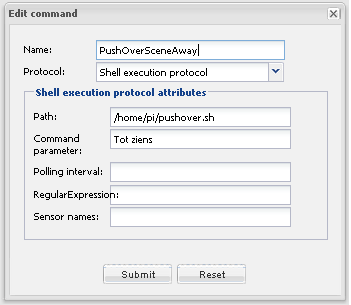 Edit command
Name: PushOverSceneAway
Protocol: Shell execution protocol
Shell execution protocol attributes
Path: /home/pi/pushover.sh
Command parameter: Tot ziens
Polling interval:
RegularExpression:
Sensor names:
Submit Reset